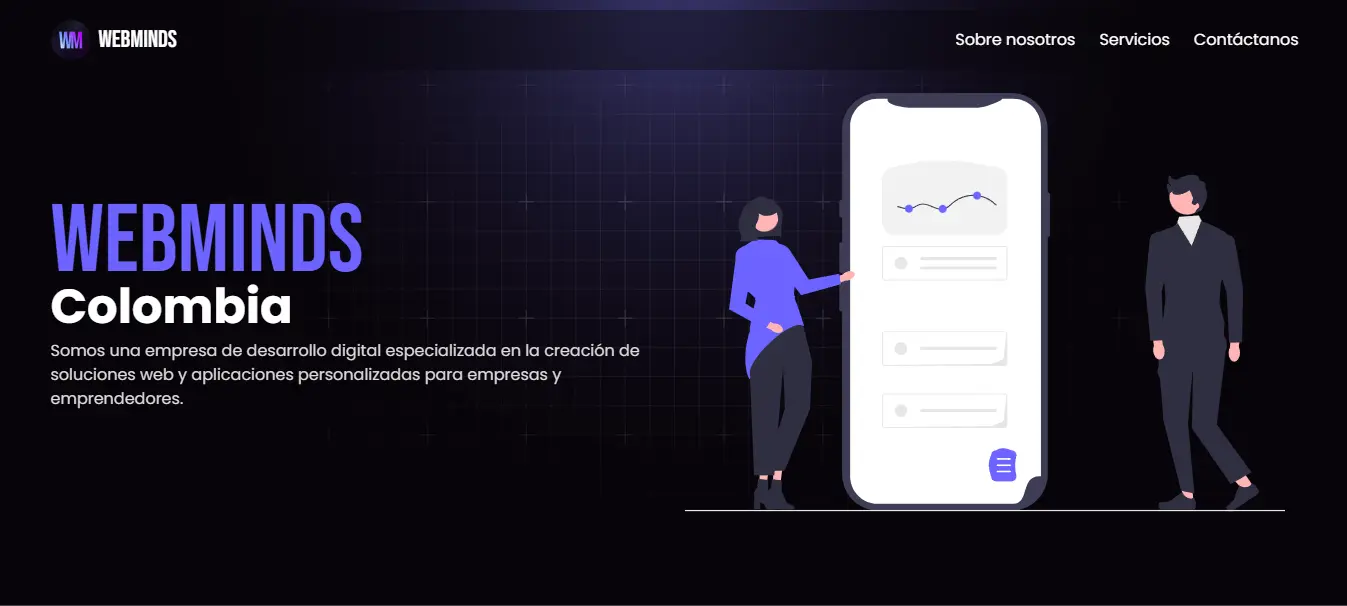 WM WEBMINDS
Sobre nosotros Servicios Contáctanos
WEBMINDS
Colombia
Somos una empresa de desarrollo digital especializada en la creación de
soluciones web y aplicaciones personalizadas para empresas y
emprendedores.